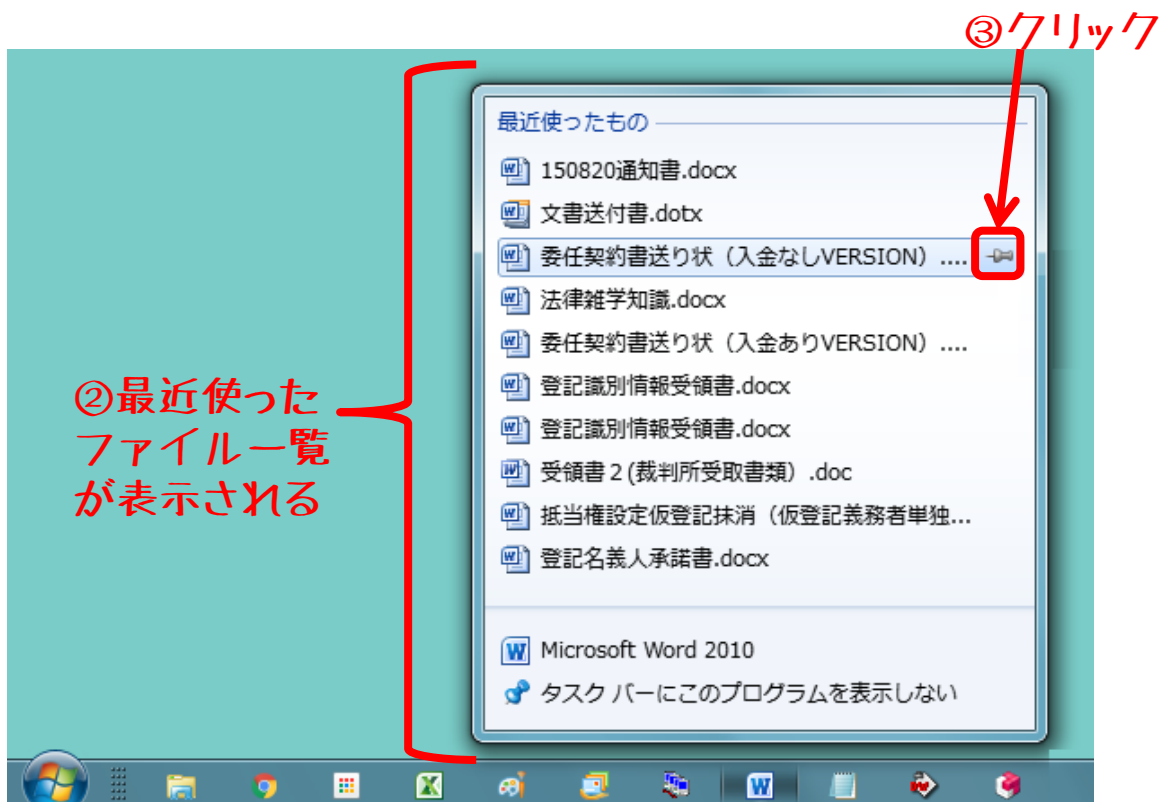 ③クリック
最近使ったもの
150820通知書.docx
文書送付書.dotx
委任契約書送り状（入金なしVERSION）....
法律雑学知識.docx
委任契約書送り状（入金ありVERSION）....
登記識別情報受領書.docx
登記識別情報受領書.docx
受領書２(裁判所受取書類）.doc
抵当権設定仮登記抹消（仮登記義務者単独...
登記名義人承諾書.docx
②最近使った
ファイル一覧
が表示される
Microsoft Word 2010
タスク バーにこのプログラムを表示しない